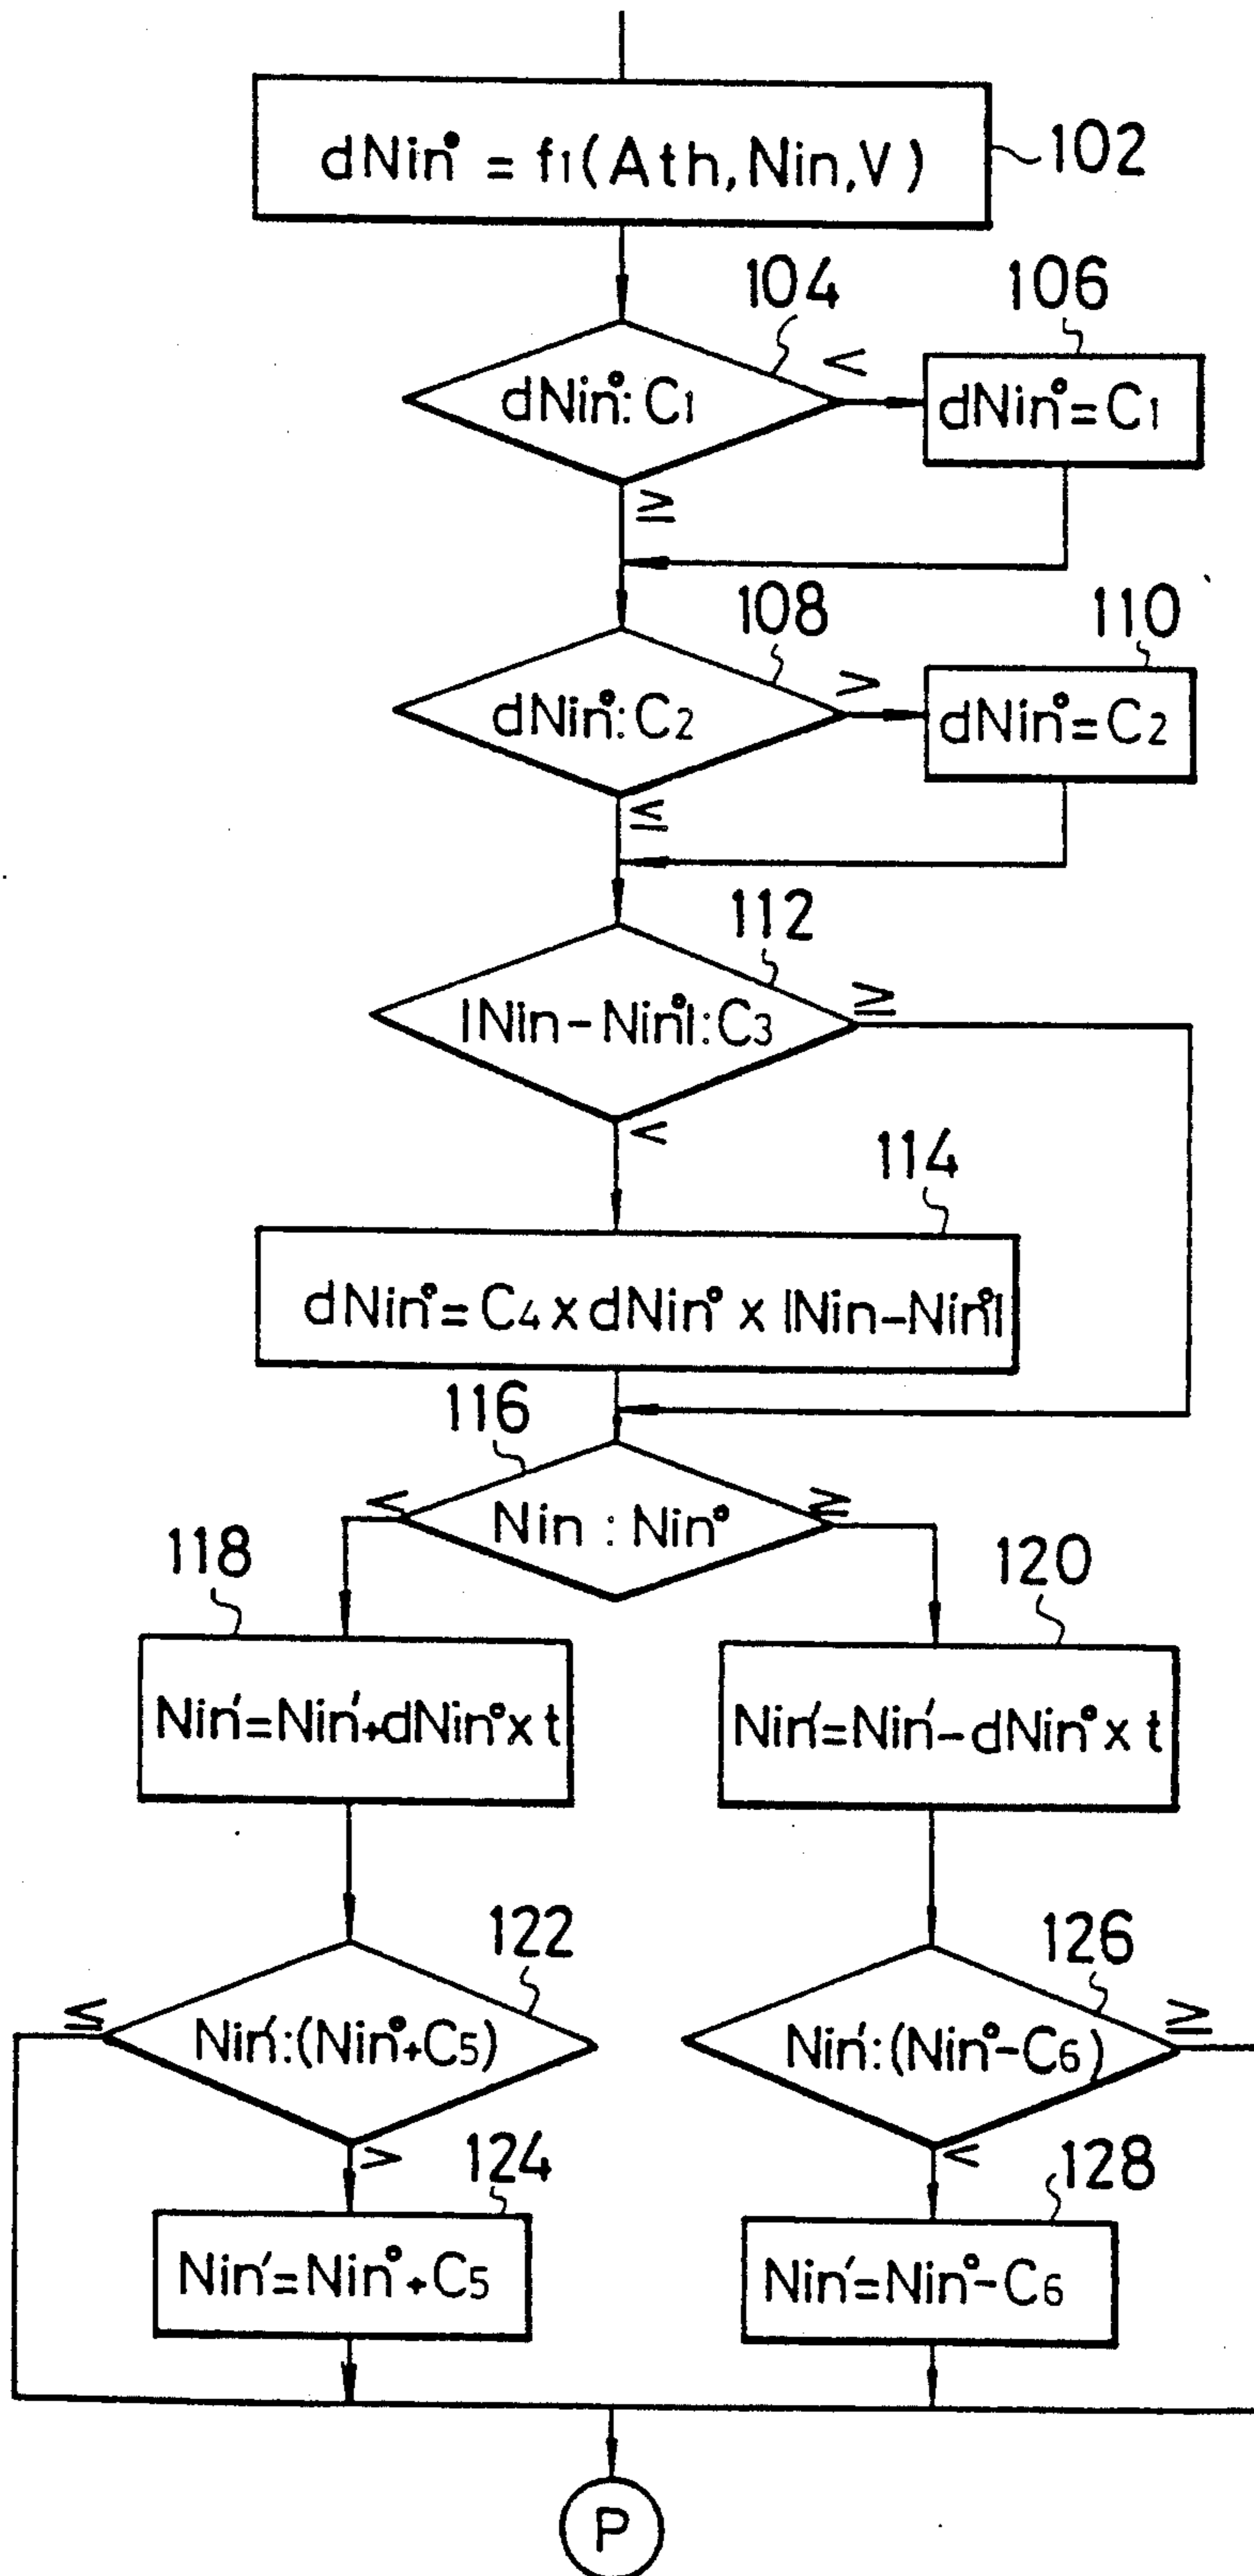 dNin° = f1(Ath, Nin, V)
102
104
106
dNin°: C1
<
dNin° = C1
≥
108
110
dNin°: C2
>
dNin° = C2
≤
112
|Nin - Nin°|: C3
≥
<
114
dNin° = C4 x dNin° x |Nin - Nin°|
116
<
Nin : Nin°
≥
118
120
Nin' = Nin' + dNin° x t
Nin' = Nin' - dNin° x t
122
126
≤
Nin': (Nin° + C5)
Nin': (Nin° - C6)
≥
>
124
<
128
Nin' = Nin° + C5
Nin' = Nin° - C6
P